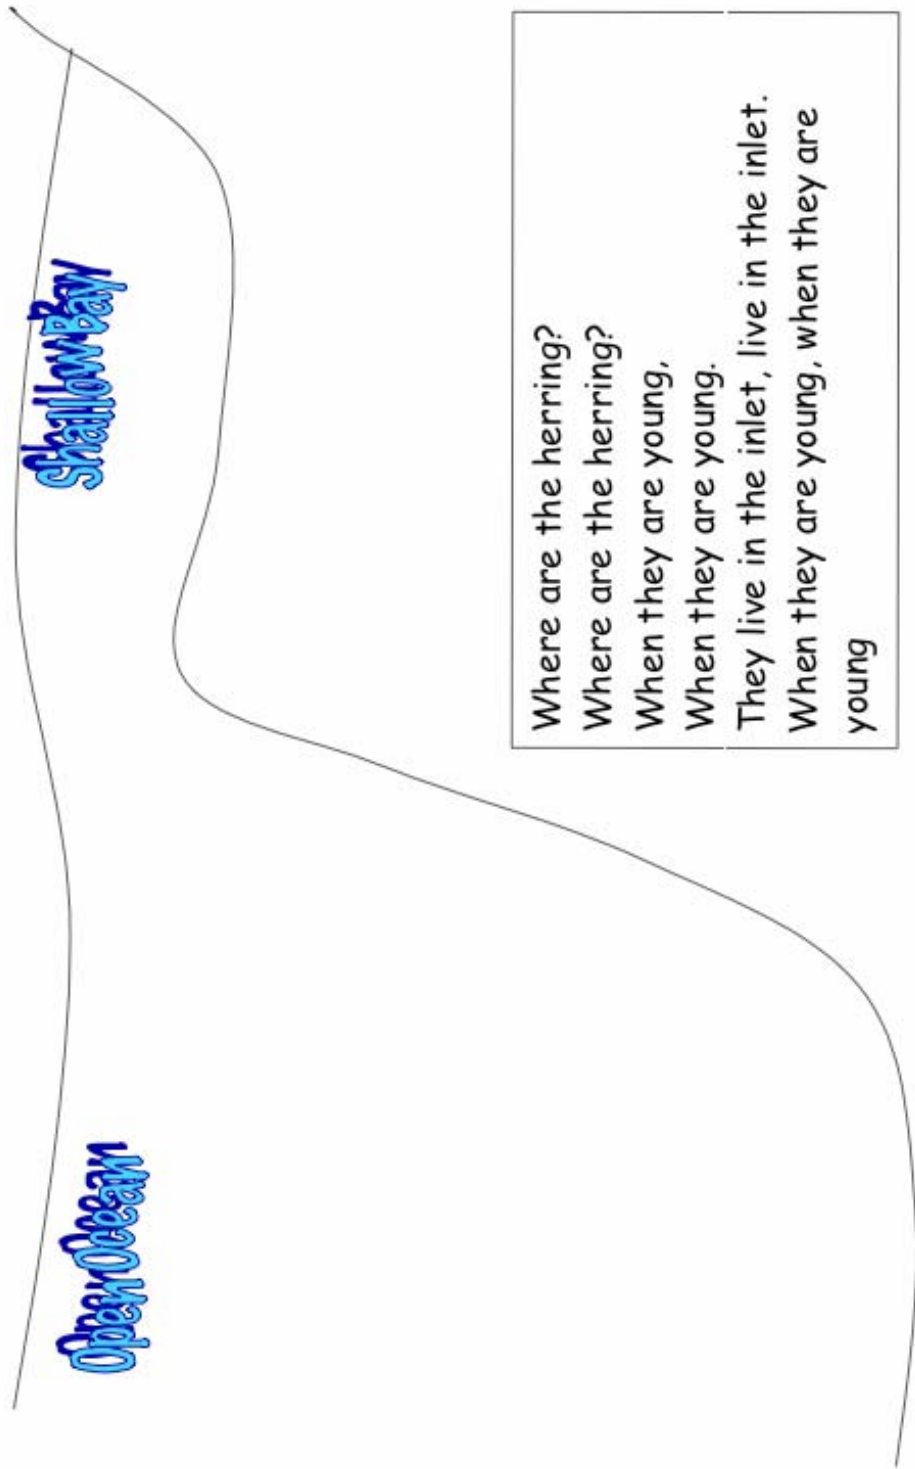 Open Ocean
Shallow Bay
Where are the herring?
Where are the herring?
When they are young,
When they are young.
They live in the inlet, live in the inlet.
When they are young, when they are
young